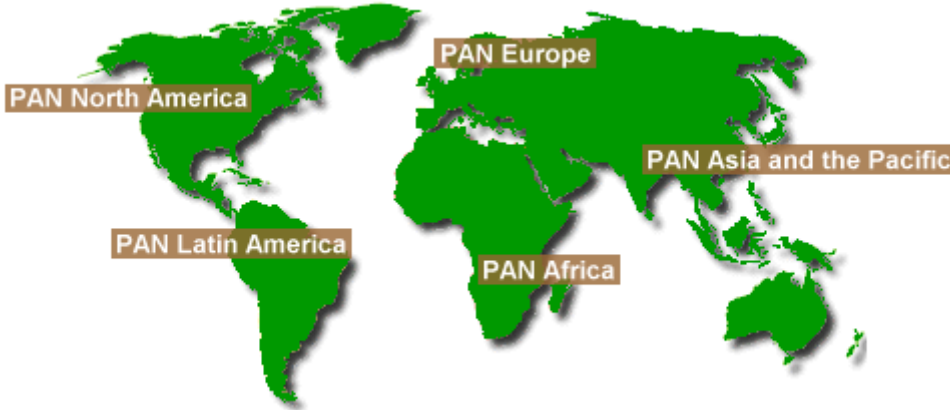 PAN Europe
PAN North America
PAN Asia and the Pacific
PAN Latin America
PAN Africa